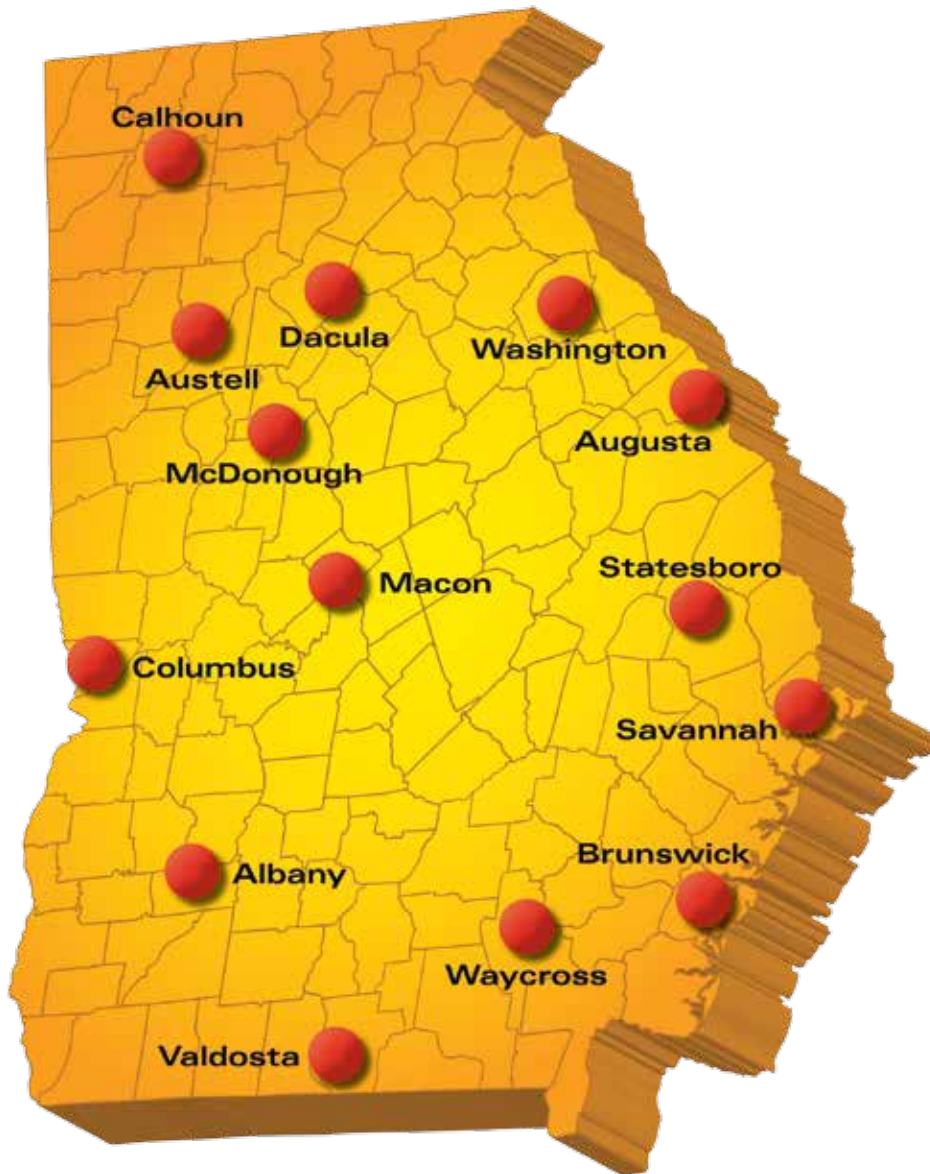 Calhoun
Dacula
Washington
Austell
Augusta
McDonough
Statesboro
Macon
Columbus
Savannah
Brunswick
Albany
Waycross
Valdosta